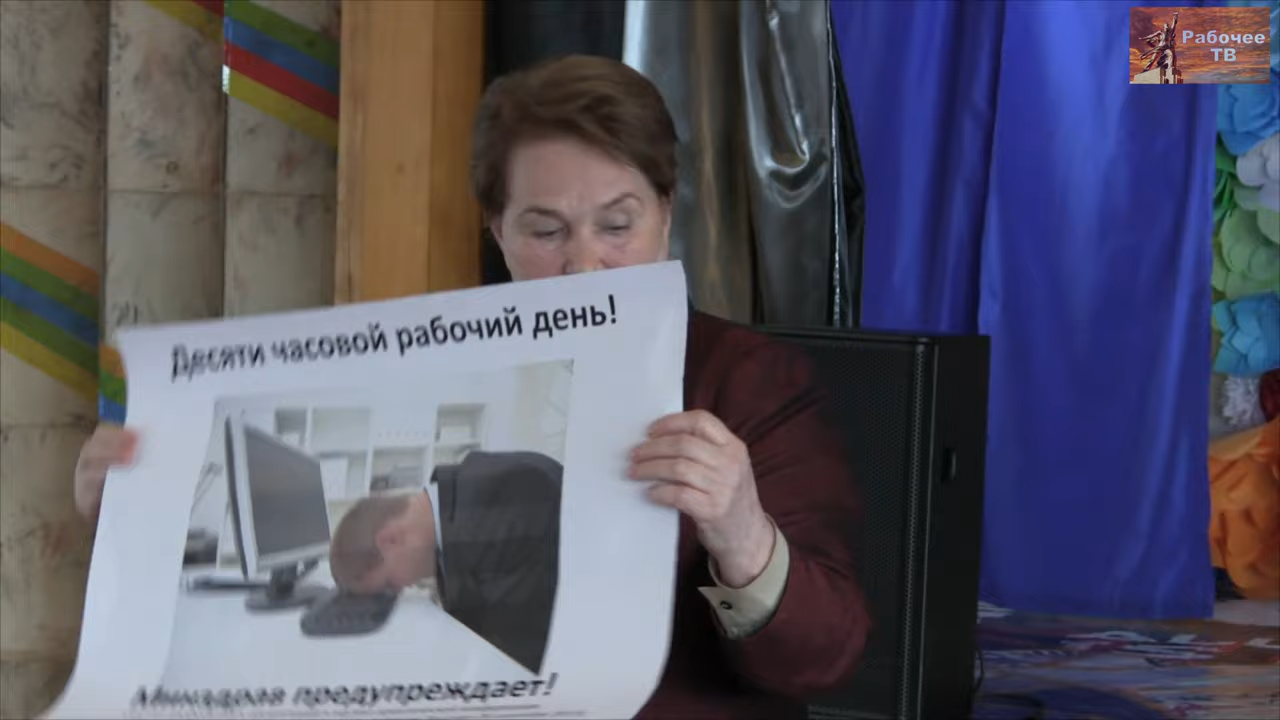 Рабочее
ТВ
Десяти часовой рабочий день!
Минздрав предупреждает!